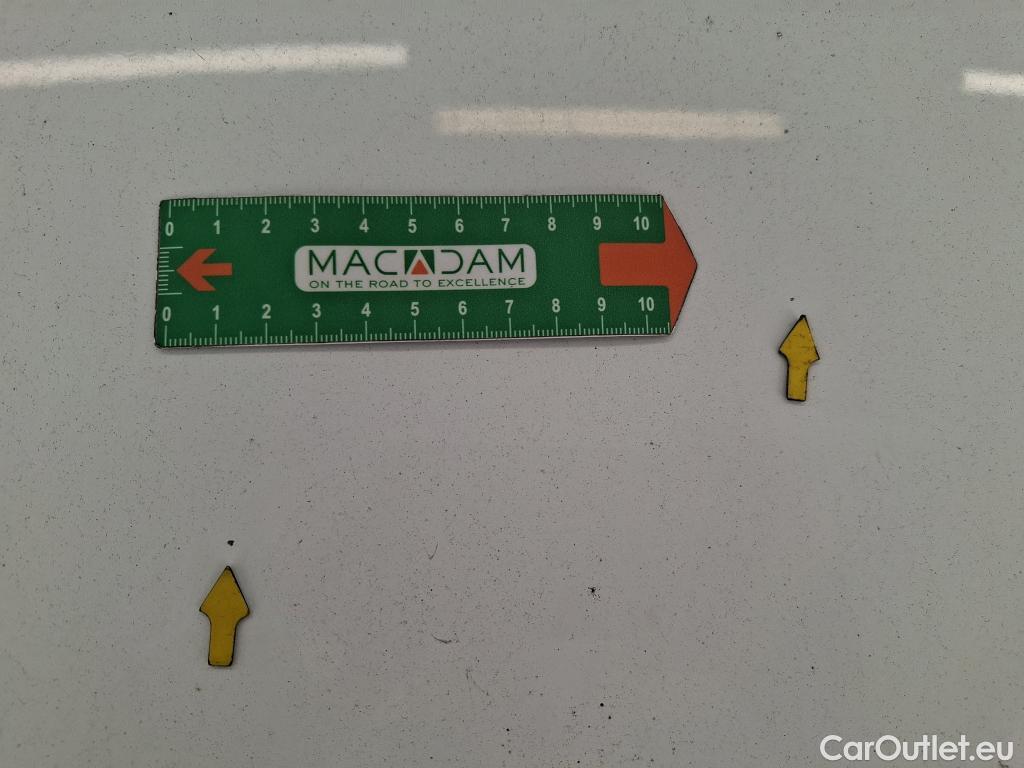 0 1 2 3 4 5 6 7 8 9 10
MACADAM
ON THE ROAD TO EXCELLENCE
0 1 2 3 4 5 6 7 8 9 10
CarOutlet.eu